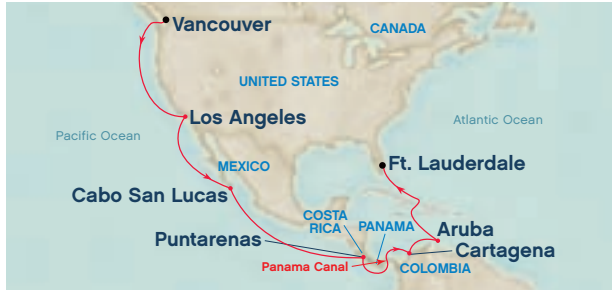 Vancouver
CANADA
UNITED STATES
Los Angeles
Atlantic Ocean
Pacific Ocean
MEXICO
Ft. Lauderdale
Cabo San Lucas
COSTA
RICA
PANAMA
Aruba
Puntarenas
Cartagena
Panama Canal
COLOMBIA